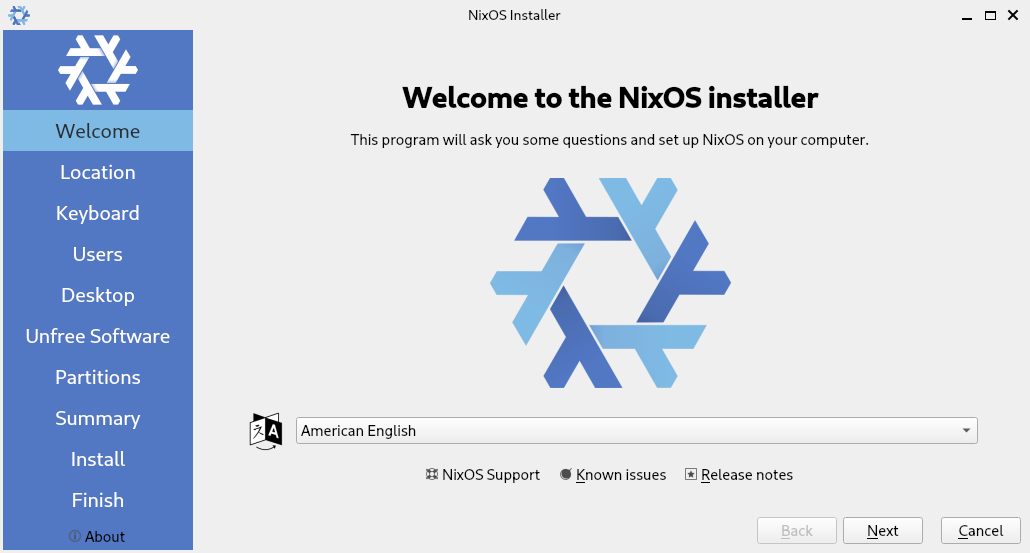 NixOS Installer
Welcome
Location
Keyboard
Users
Desktop
Unfree Software
Partitions
Summary
Install
Finish
About
Welcome to the NixOS installer
This program will ask you some questions and set up NixOS on your computer.
A
American English
NixOS Support Known issues Release notes
Back Next Cancel